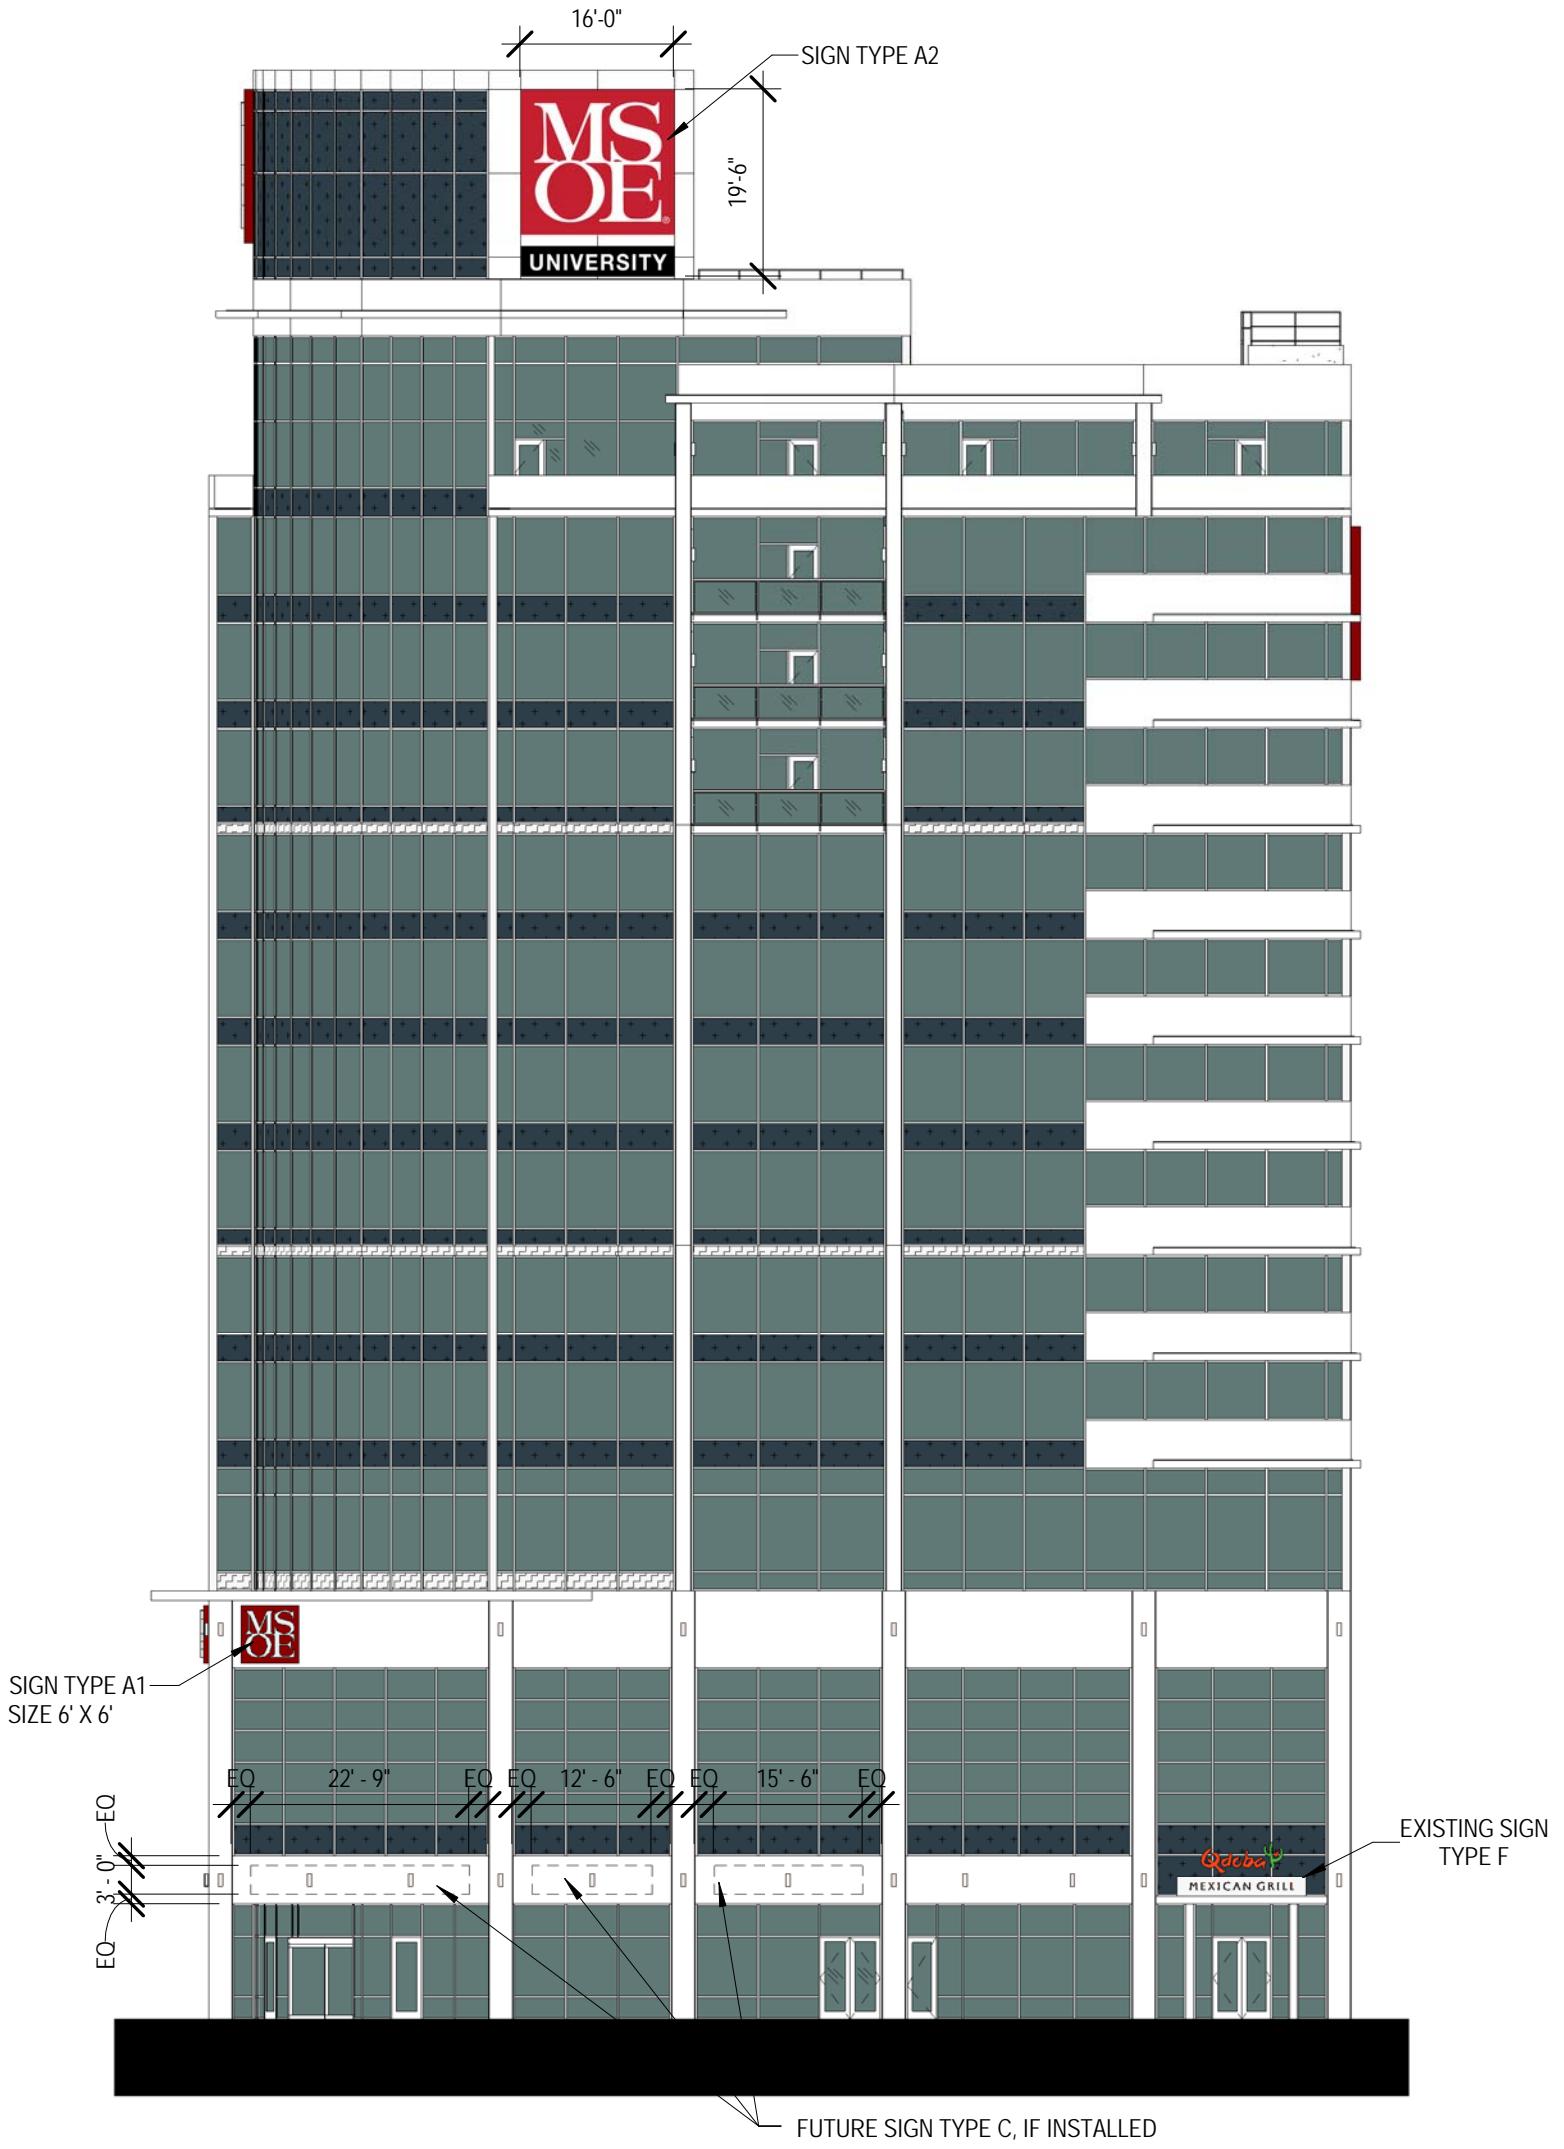 16'-0"
SIGN TYPE A2
MS
OE®
UNIVERSITY
19'-6"
MS
OE
SIGN TYPE A1
SIZE 6' X 6'
EQ 22' - 9" EQ EQ 12' - 6" EQ EQ 15' - 6" EQ
EQ
3' - 0"
EQ
Qdoba
MEXICAN GRILL
EXISTING SIGN
TYPE F
FUTURE SIGN TYPE C, IF INSTALLED